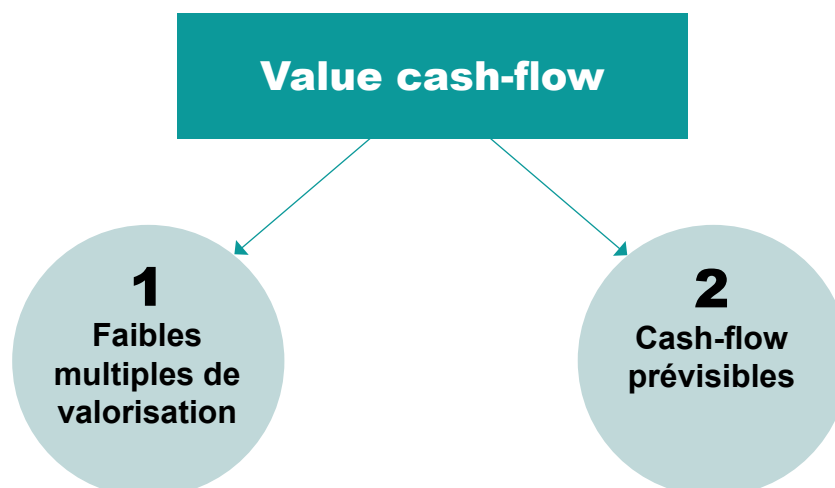 Value cash-flow
1
Faibles
multiples de
valorisation
2
Cash-flow
prévisibles